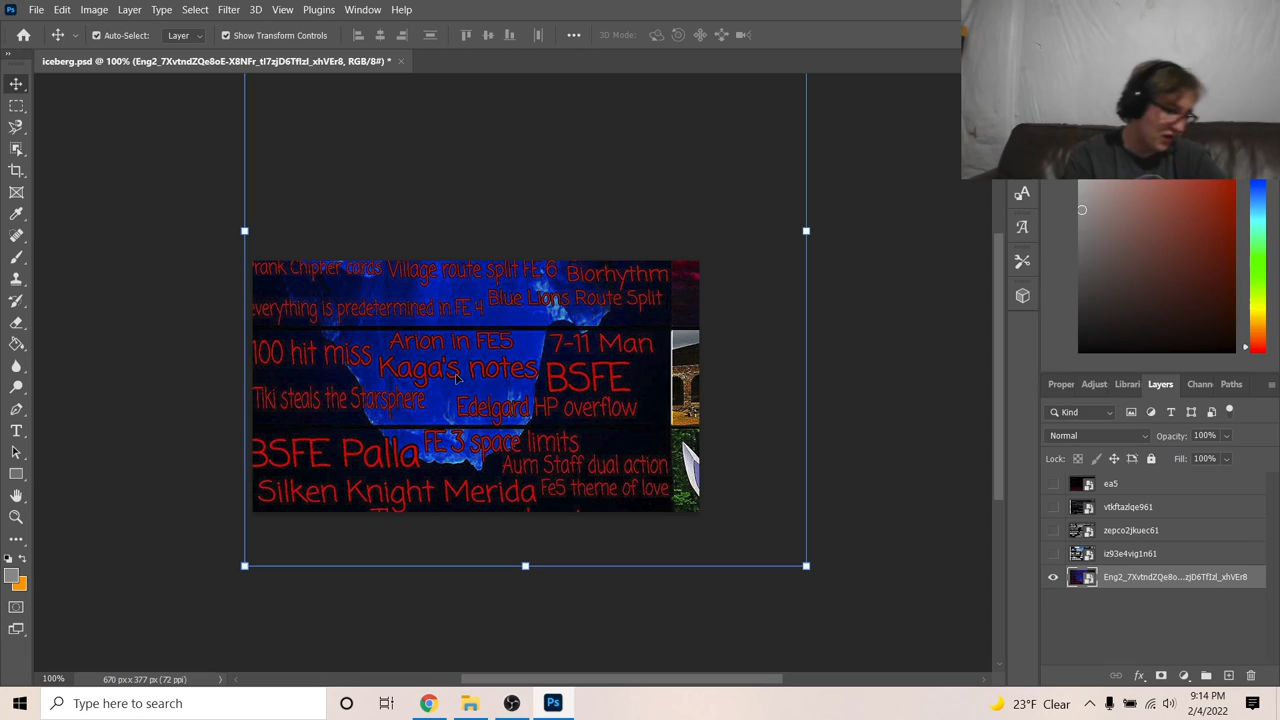 File Edit Image Layer Type Select Filter 3D View Plugins Window Help
Auto-Select: Layer Show Transform Controls 3D Mode:
iceberg.psd @ 100% (Eng2_7XvtndZQe8oE-X8NFr_tI7zjD6TfIzI_xhVEr8, RGB/8#) *
Prank Chipher cards Village route split FE 6 Biorhythm
everything is predetermined in FE 4 Blue Lions Route Split
100 hit miss Arion in FE5 7-11 Man
Kaga's notes BSFE
Tiki steals the Starsphere Edelgard HP overflow
BSFE Palla FE 3 space limits
Aum Staff dual action
Silken Knight Merida Fe5 theme of love
Proper Adjust Librari Layers Chann Paths
Kind
Normal Opacity: 100%
Lock: Fill: 100%
ea5
vtkftazlqe961
zepco2jkuec61
iz93e4vig1n61
Eng2_7XvtndZQe8o...zjD6TfIzI_xhVEr8
100% 670 px x 377 px (72 ppi)
Type here to search
23°F Clear
9:14 PM
2/4/2022